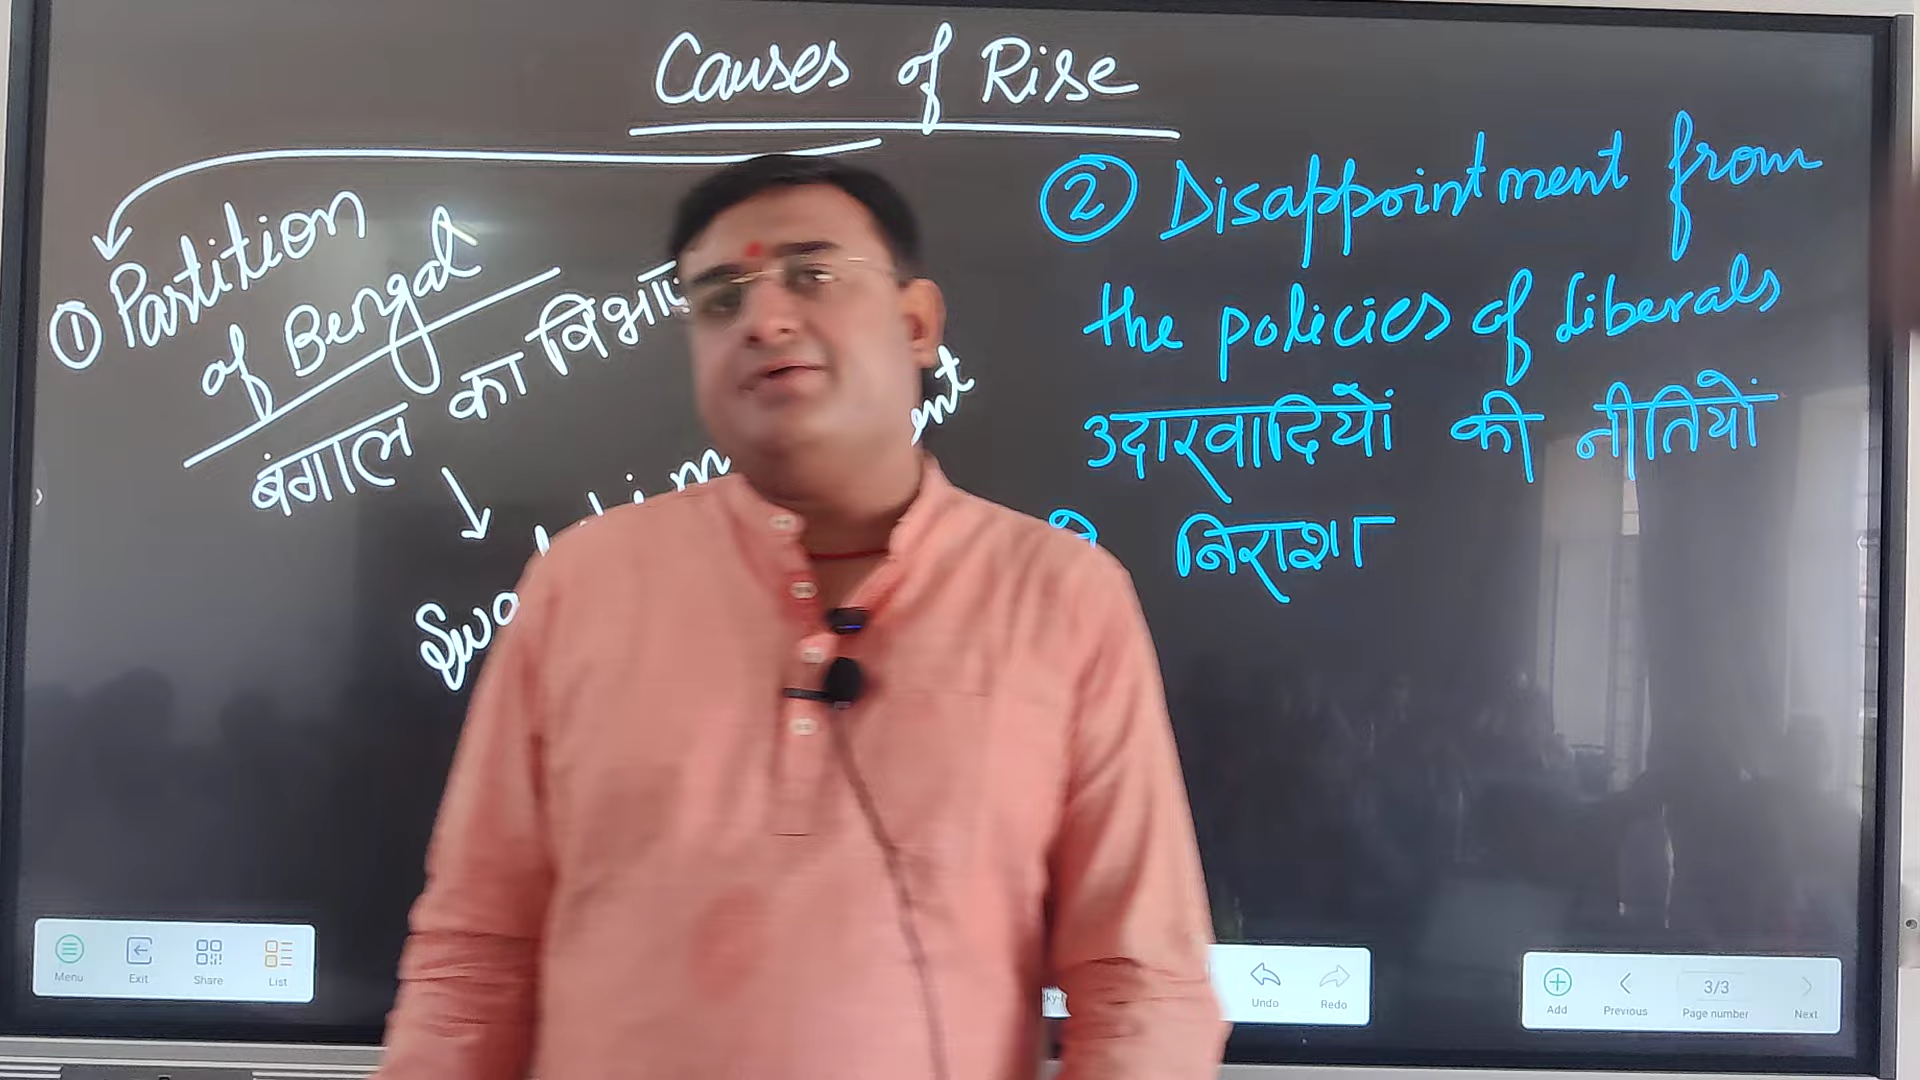 Causes of Rise
① Partition
of Bengal
बंगाल का
② Disappointment from
the policies of Liberals
उदारवादियों की नीतियों
निराशा
Menu
Exit
Share
List
Undo
Redo
Add
Previous
3/3
Page number
Next